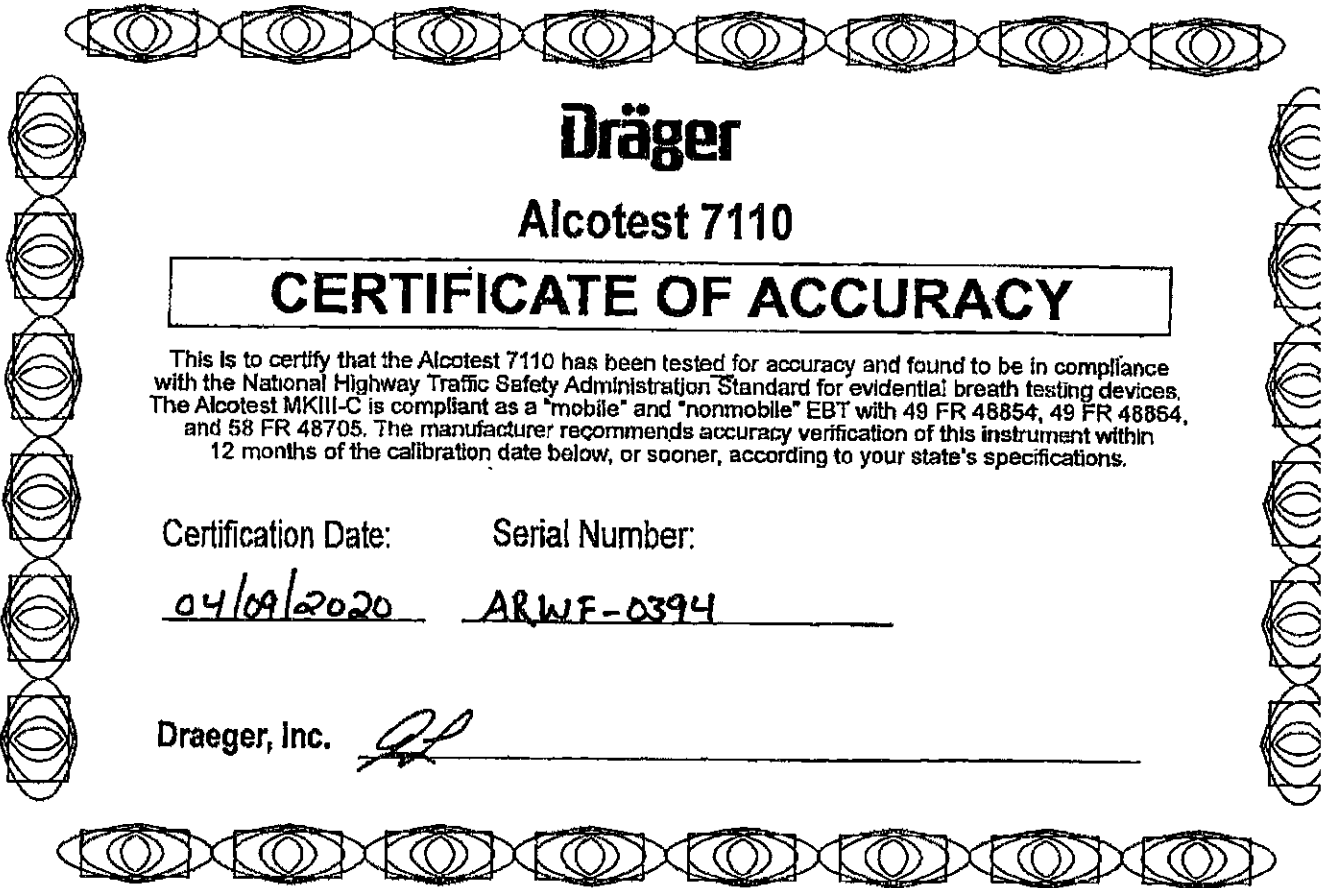 Dräger
Alcotest 7110
CERTIFICATE OF ACCURACY
This is to certify that the Alcotest 7110 has been tested for accuracy and found to be in compliance
with the National Highway Traffic Safety Administration Standard for evidential breath testing devices.
The Alcotest MKIII-C is compliant as a "mobile" and "nonmobile" EBT with 49 FR 48854, 49 FR 48864,
and 58 FR 48705. The manufacturer recommends accuracy verification of this instrument within
12 months of the calibration date below, or sooner, according to your state's specifications.
Certification Date: Serial Number:
04/09/2020 ARWF-0394
Draeger, Inc.